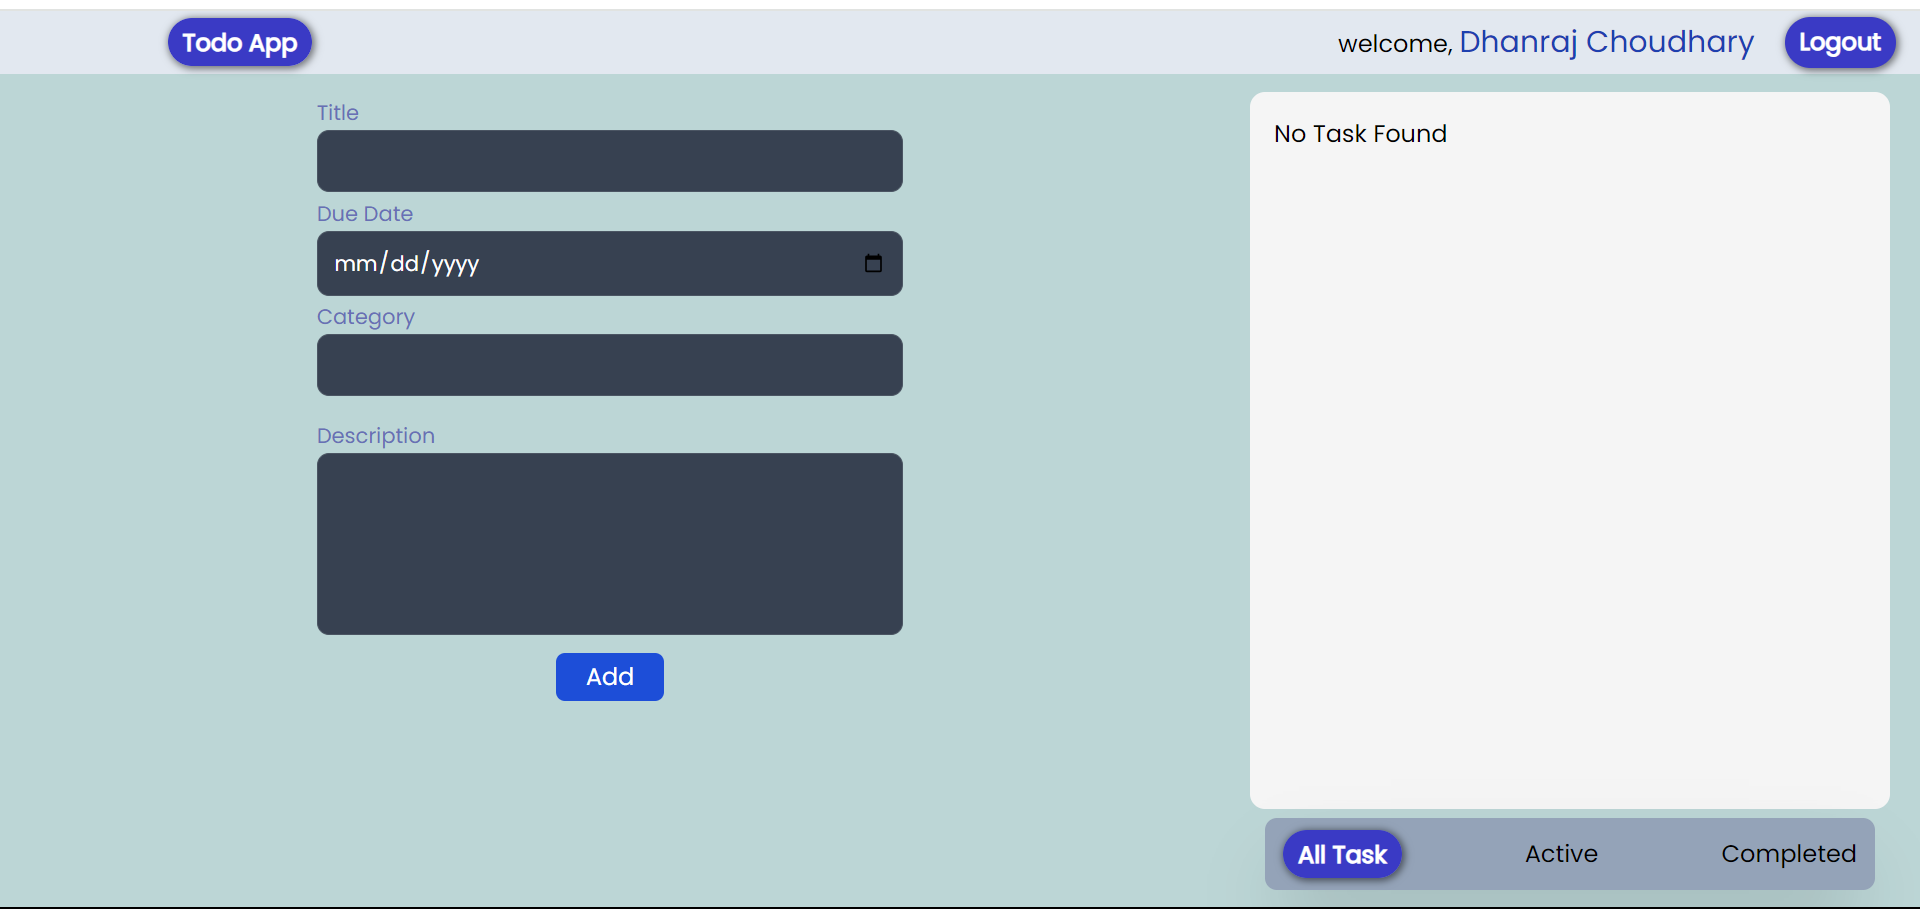 Todo App
welcome, Dhanraj Choudhary
Logout
Title
Due Date
mm/dd/yyyy
Category
Description
Add
No Task Found
All Task
Active
Completed